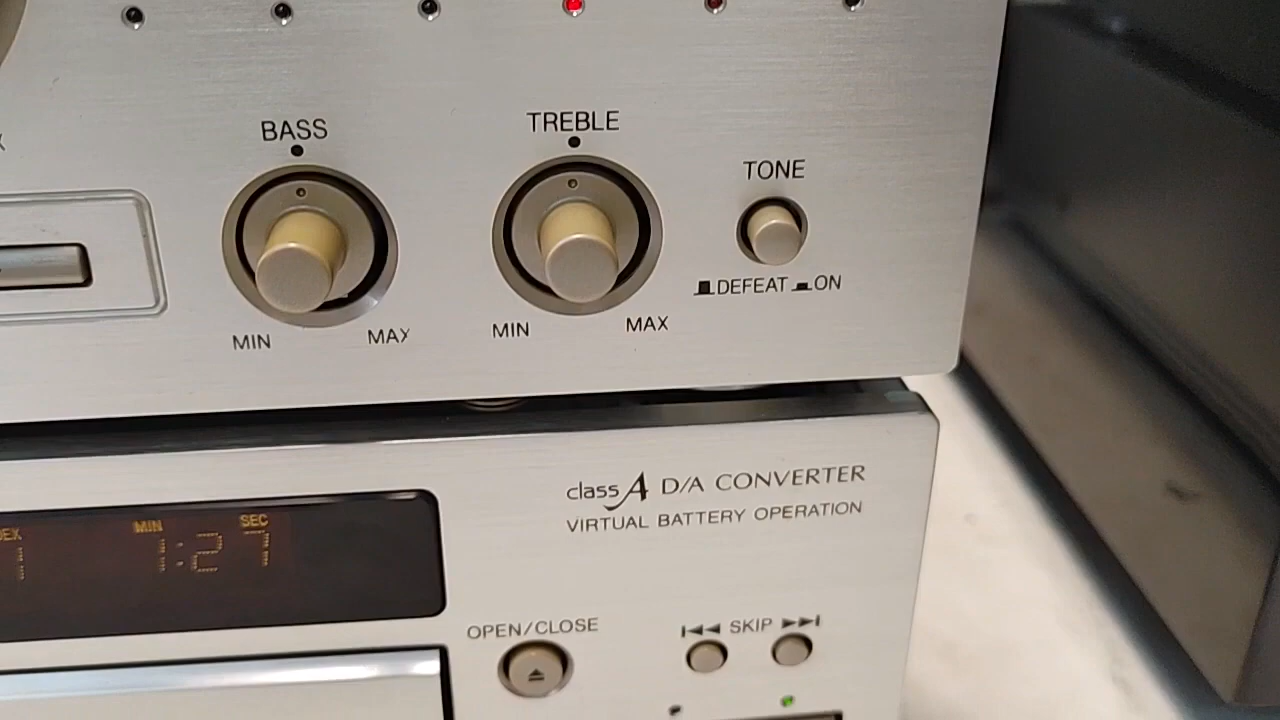 BASS
TREBLE
TONE
DEFEAT ON
MIN
MAX
MIN
MAX
class A D/A CONVERTER
VIRTUAL BATTERY OPERATION
MIN
SEC
1
1:27
OPEN/CLOSE
SKIP